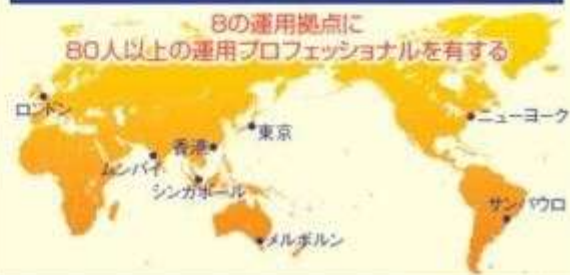 8の運用拠点に
80人以上の運用プロフェッショナルを有する
ロンドン
ニューヨーク
東京
香港
ムンバイ
シンガポール
サンパウロ
メルボルン